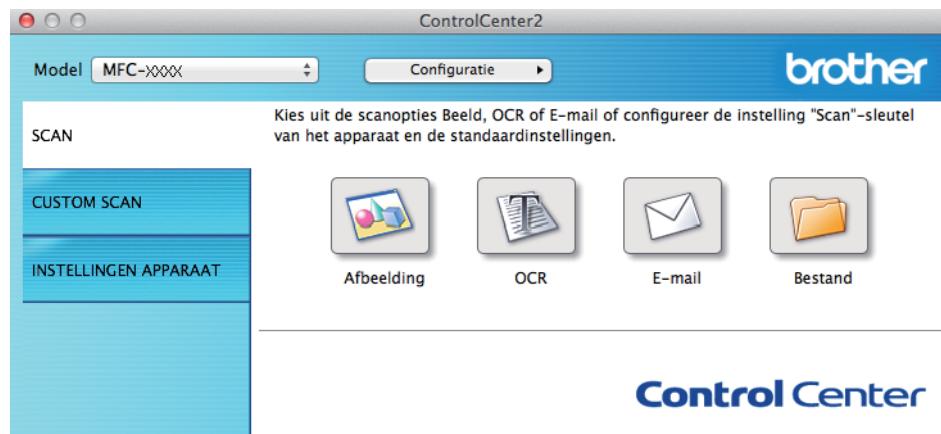 ControlCenter2
Model MFC-XXXX Configuratie brother
SCAN
Kies uit de scanopties Beeld, OCR of E-mail of configureer de instelling "Scan"-sleutel
van het apparaat en de standaardinstellingen.
CUSTOM SCAN
INSTELLINGEN APPARAAT
Afbeelding OCR E-mail Bestand
Control Center